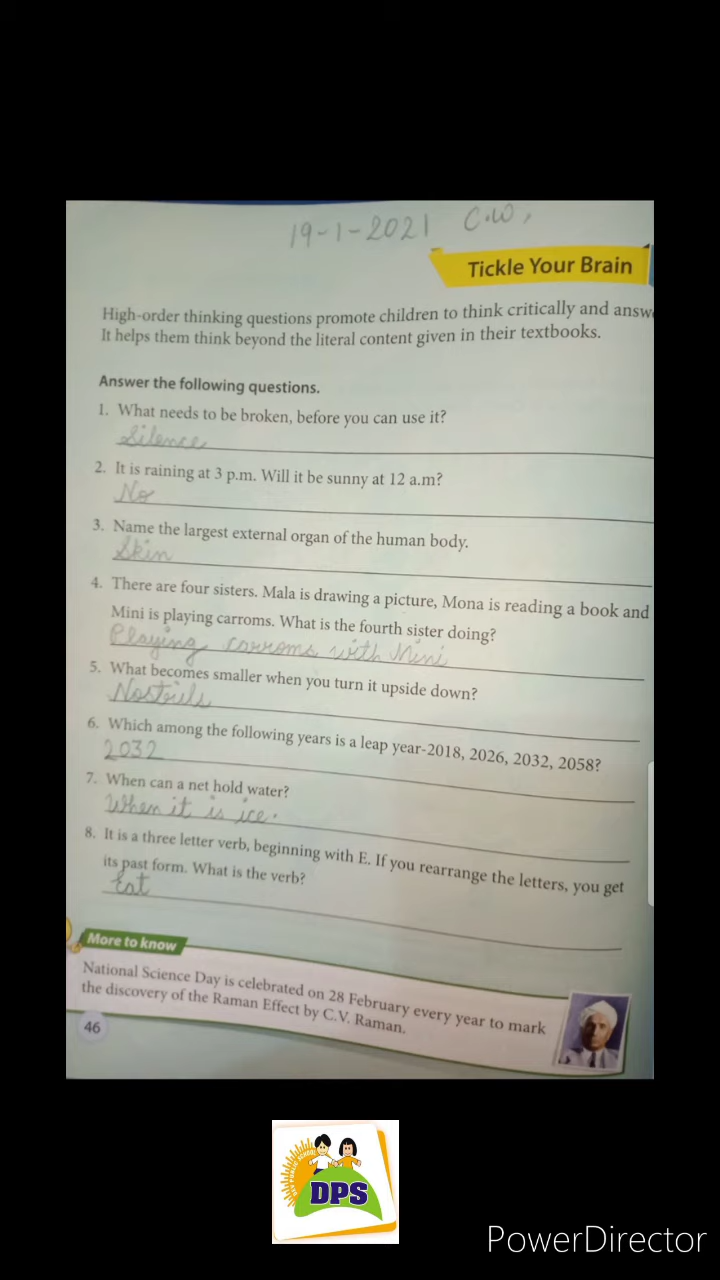 19-1-2021 C.W,
Tickle Your Brain
High-order thinking questions promote children to think critically and answ
It helps them think beyond the literal content given in their textbooks.
Answer the following questions.
1. What needs to be broken, before you can use it?
Silence
2. It is raining at 3 p.m. Will it be sunny at 12 a.m?
No
3. Name the largest external organ of the human body.
Skin
4. There are four sisters. Mala is drawing a picture, Mona is reading a book and
Mini is playing carroms. What is the fourth sister doing?
Playing carroms with Mini
5. What becomes smaller when you turn it upside down?
6. Which among the following years is a leap year-2018, 2026, 2032, 2058?
2032
7. When can a net hold water?
When it is ice.
8. It is a three letter verb, beginning with E. If you rearrange the letters, you get
its past form. What is the verb?
Eat
More to know
National Science Day is celebrated on 28 February every year to mark
the discovery of the Raman Effect by C.V. Raman.
46
DPS
PowerDirector